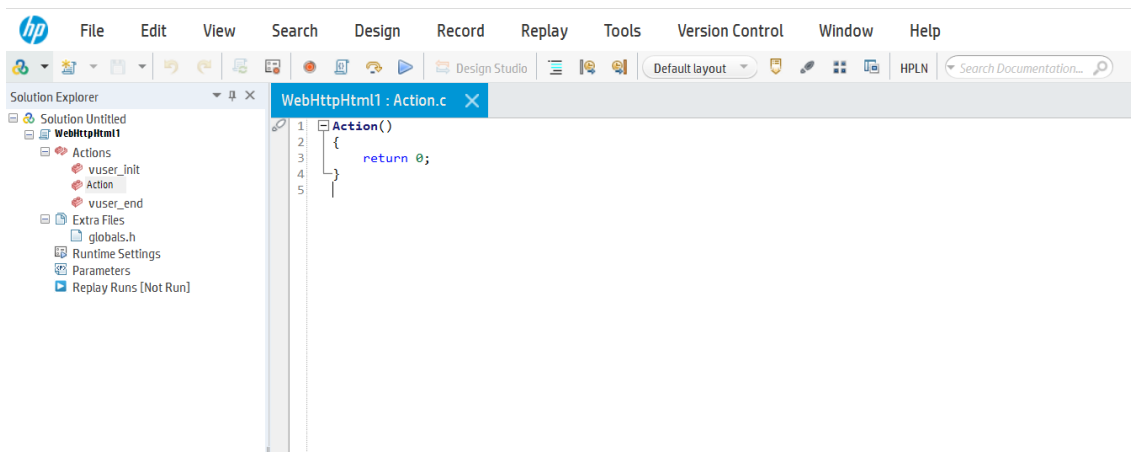 hp File Edit View Search Design Record Replay Tools Version Control Window Help
Design Studio Default layout HPLN Search Documentation...
Solution Explorer
WebHttpHtml1 : Action.c
Solution Untitled
WebHttpHtml1
Actions
vuser_init
Action
vuser_end
Extra Files
globals.h
Runtime Settings
Parameters
Replay Runs [Not Run]
1 Action()
2 {
3 return 0;
4 }
5